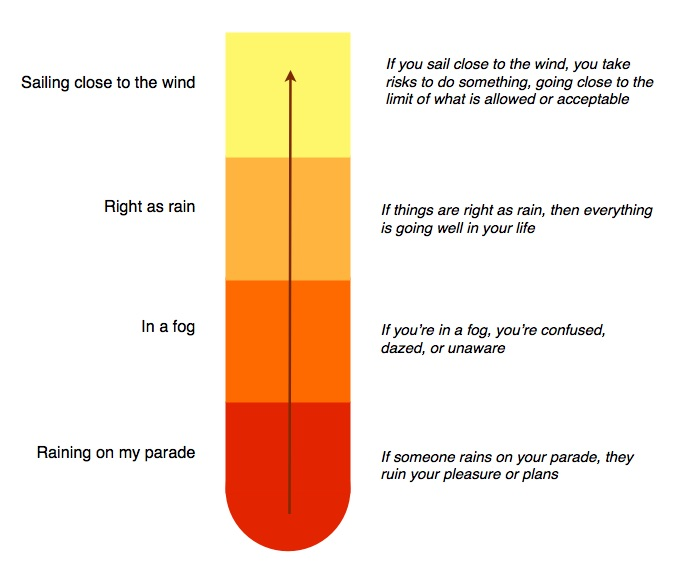 Sailing close to the wind
If you sail close to the wind, you take
risks to do something, going close to the
limit of what is allowed or acceptable
Right as rain
If things are right as rain, then everything
is going well in your life
In a fog
If you’re in a fog, you’re confused,
dazed, or unaware
Raining on my parade
If someone rains on your parade, they
ruin your pleasure or plans